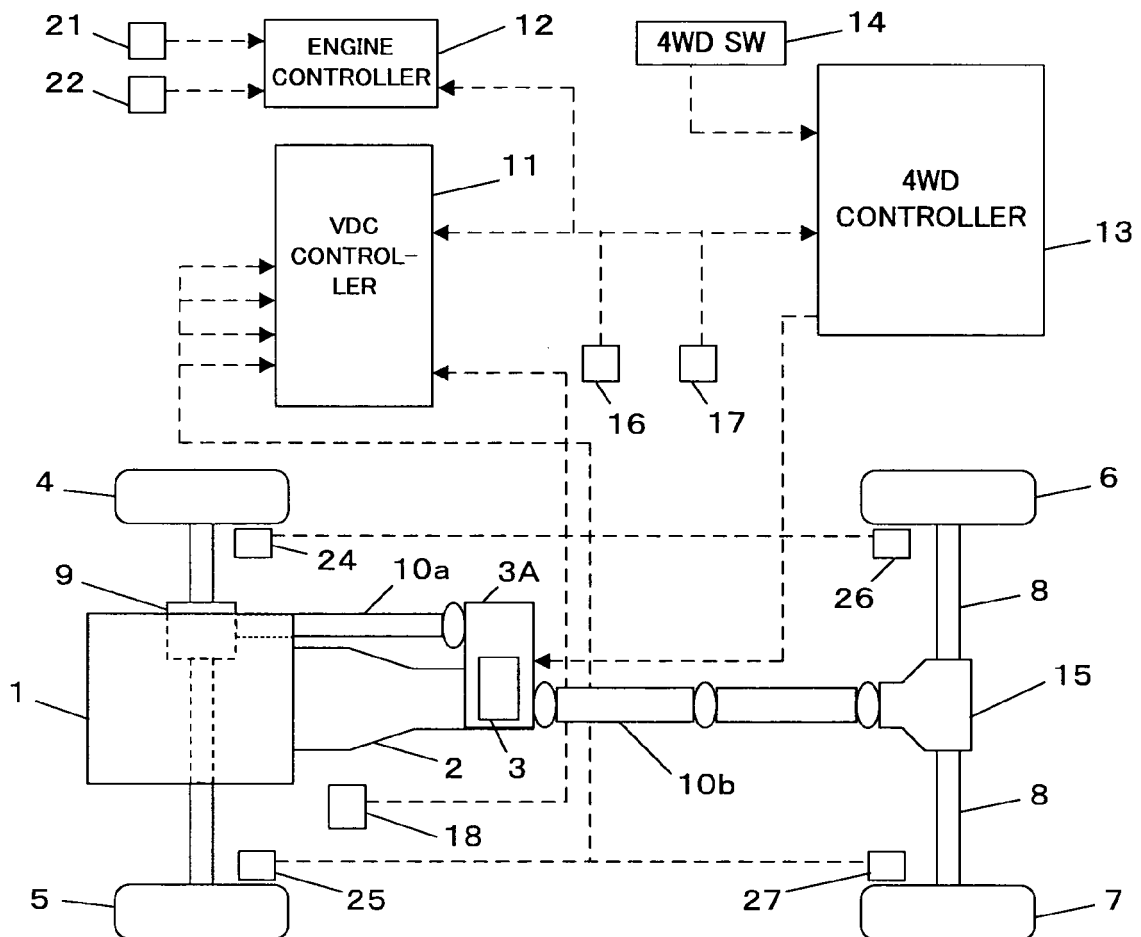 21
22
ENGINE
CONTROLLER
12
4WD SW
14
11
VDC
CONTROL-
LER
4WD
CONTROLLER
13
16
17
4
24
6
26
9
10a
3A
8
1
15
2
3
10b
18
8
5
25
27
7